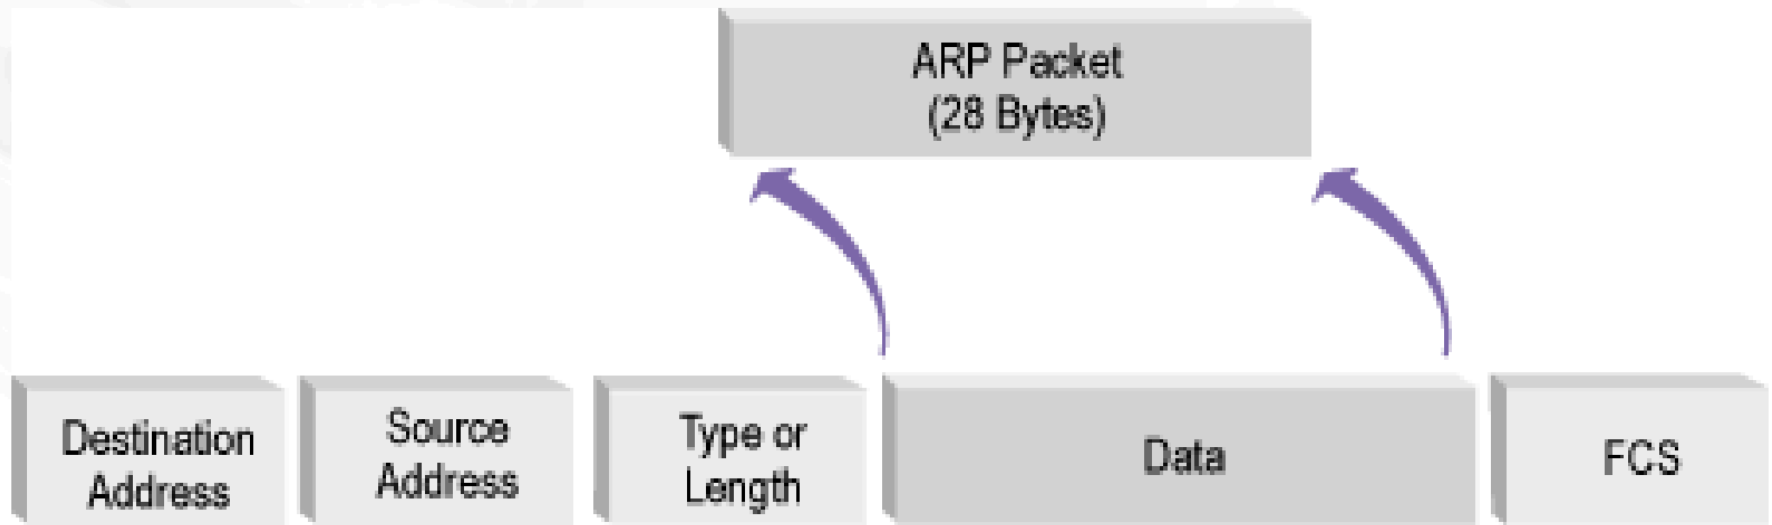 ARP Packet
(28 Bytes)
Destination
Address
Source
Address
Type or
Length
Data
FCS